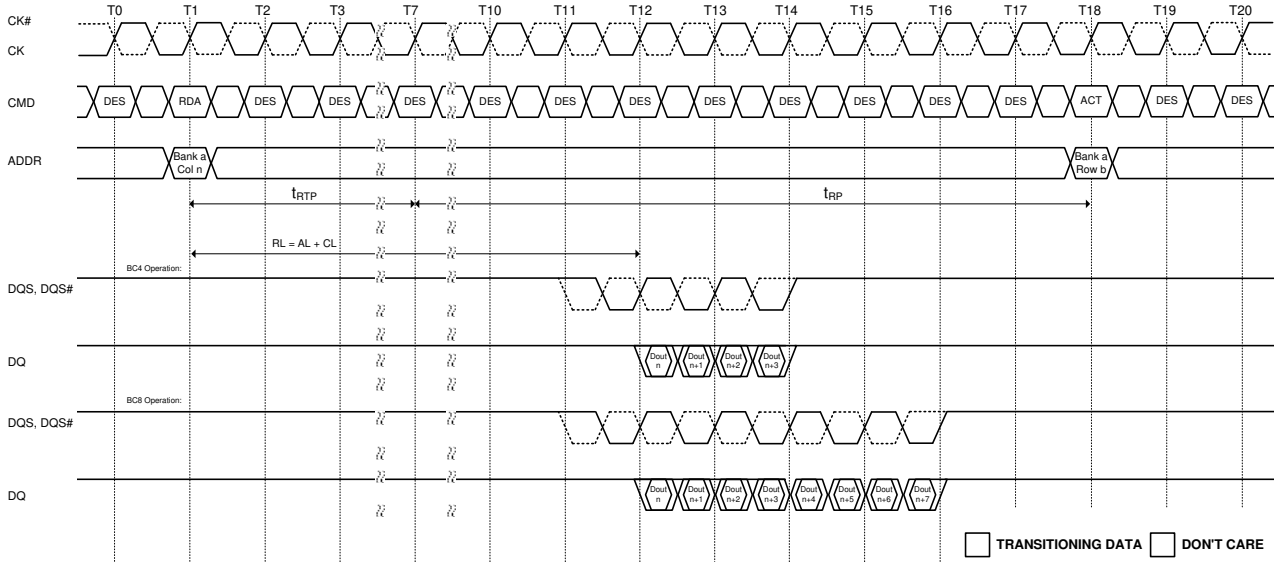 T0 T1 T2 T3 T7 T10 T11 T12 T13 T14 T15 T16 T17 T18 T19 T20
CK#
CK
CMD DES RDA DES DES DES DES DES DES DES DES DES DES DES ACT DES DES
ADDR
Bank a Bank a
Col n Row b
tRTP tRP
RL = AL + CL
BC4 Operation:
DQS, DQS#
DQ
Dout Dout Dout Dout
n n+1 n+2 n+3
BC8 Operation:
DQS, DQS#
DQ
Dout Dout Dout Dout Dout Dout Dout Dout
n n+1 n+2 n+3 n+4 n+5 n+6 n+7
TRANSITIONING DATA DON'T CARE